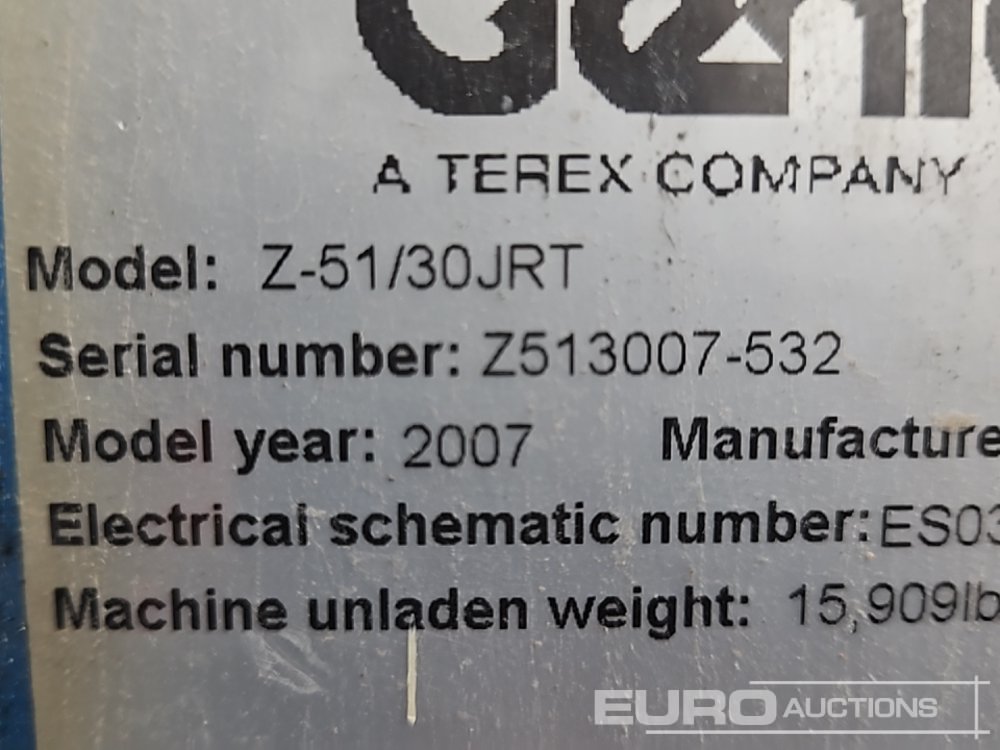 Genie
A TEREX COMPANY
Model: Z-51/30JRT
Serial number: Z513007-532
Model year: 2007 Manufacture
Electrical schematic number: ES03
Machine unladen weight: 15,909lb
EURO AUCTIONS